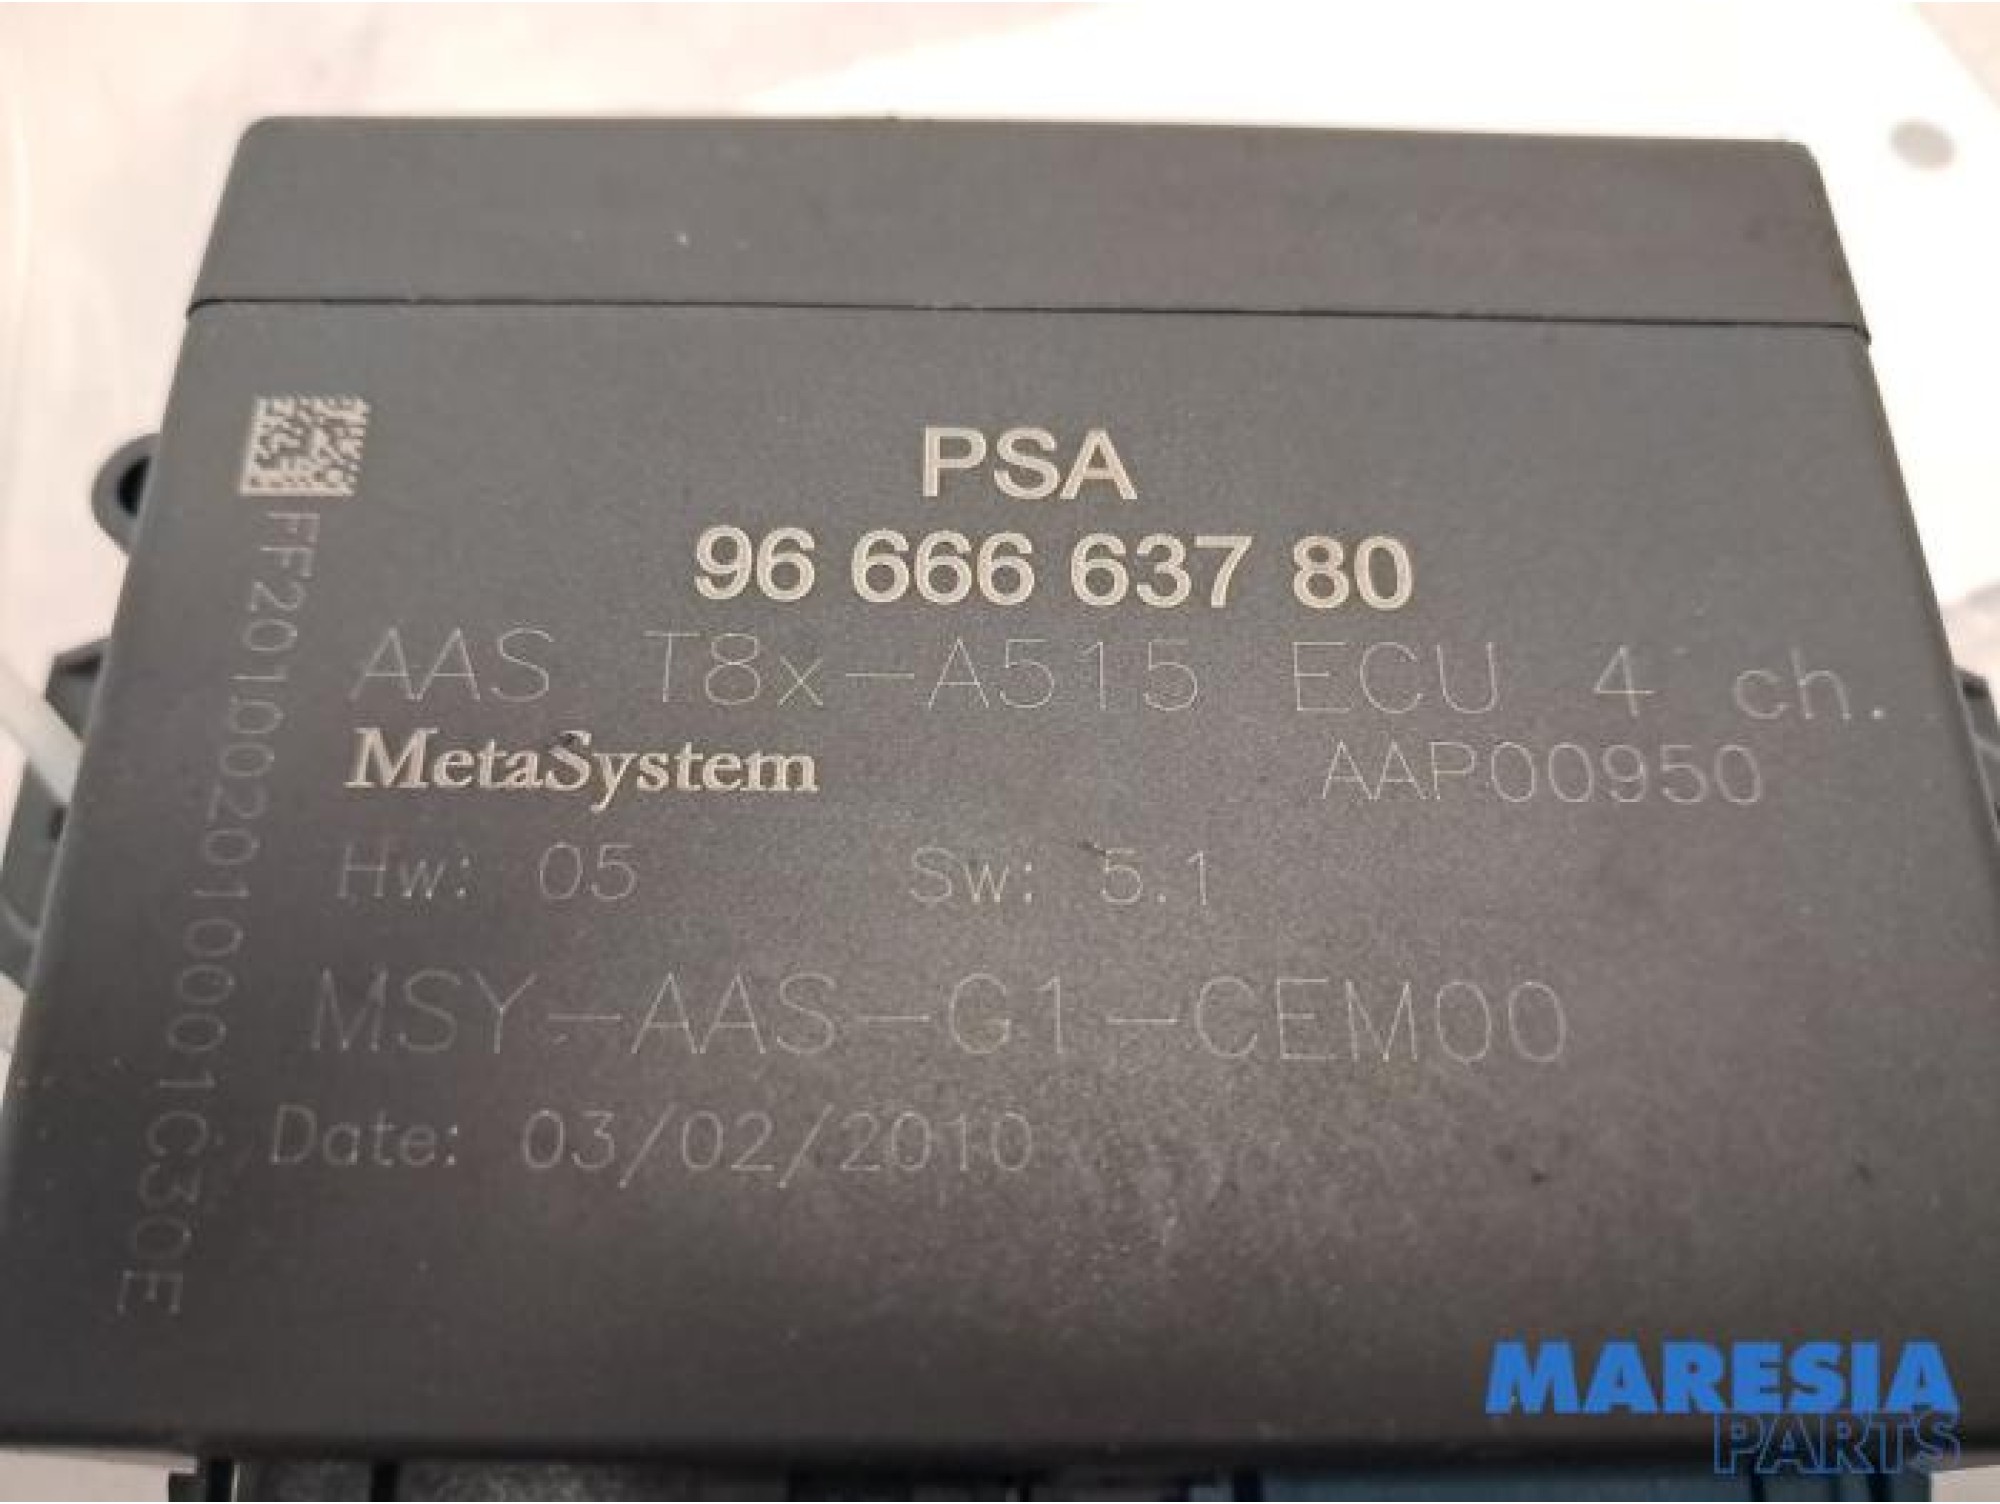 PSA
96 666 637 80
AAS T8x-A515 ECU 4 ch.
MetaSystem AAP00950
Hw: 05 Sw: 5.1
MSY-AAS-G1-CEM00
Date: 03/02/2010
FF201002010001C30E
MARESIA
PARTS